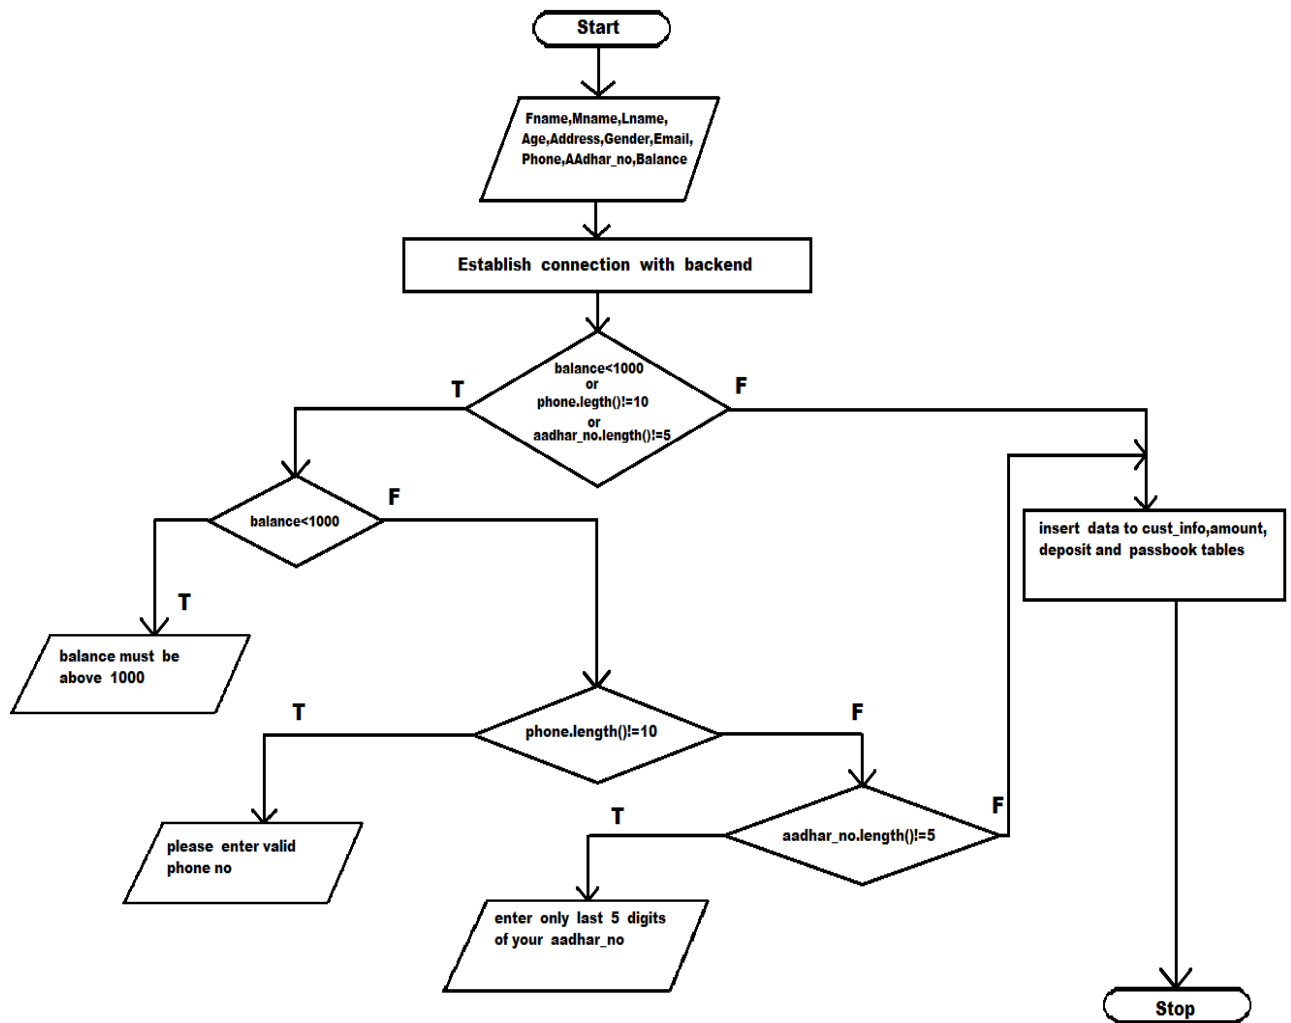 Start
Fname,Mname,Lname,
Age,Address,Gender,Email,
Phone,AAdhar_no,Balance
Establish connection with backend
balance<1000
or
phone.legth()!=10
or
aadhar_no.length()!=5
T
F
balance<1000
F
T
insert data to cust_info,amount,
deposit and passbook tables
balance must be
above 1000
phone.length()!=10
T
F
please enter valid
phone no
aadhar_no.length()!=5
T
F
enter only last 5 digits
of your aadhar_no
Stop